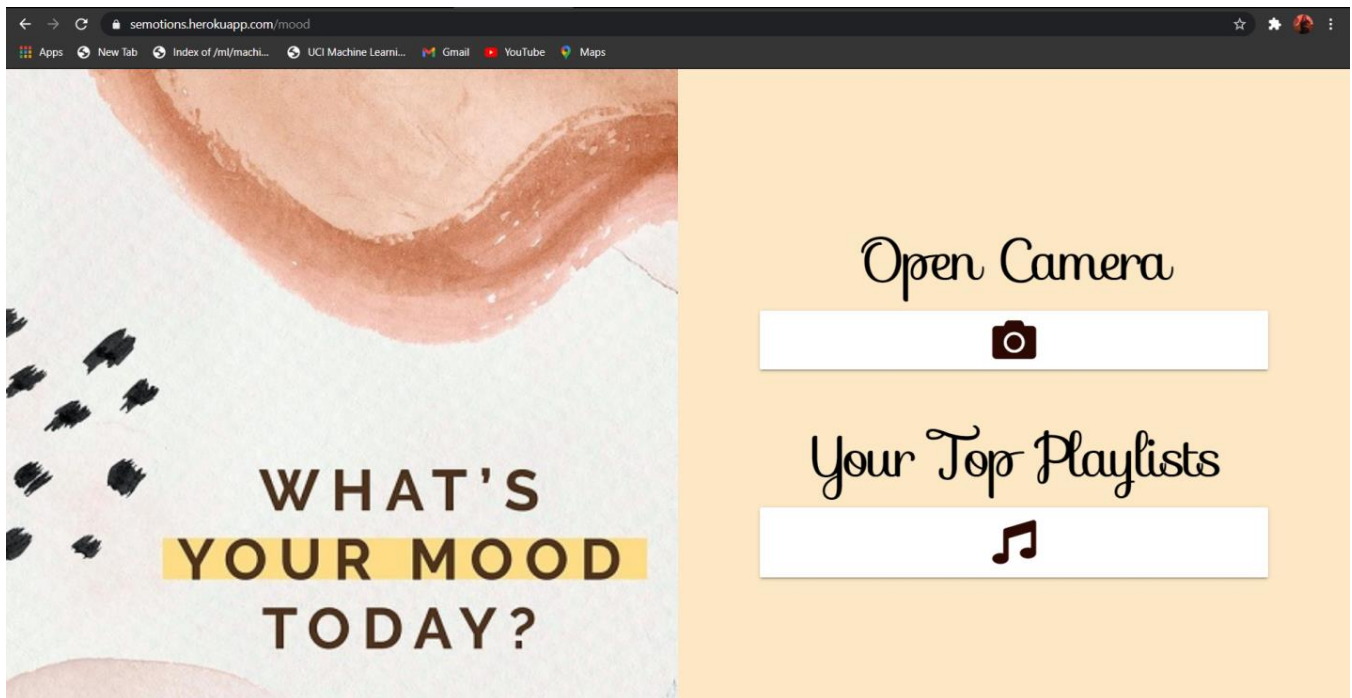 semotions.herokuapp.com/mood
Apps New Tab Index of /ml/machi... UCI Machine Learni... Gmail YouTube Maps
WHAT'S
YOUR MOOD
TODAY?
Open Camera
Your Top Playlists